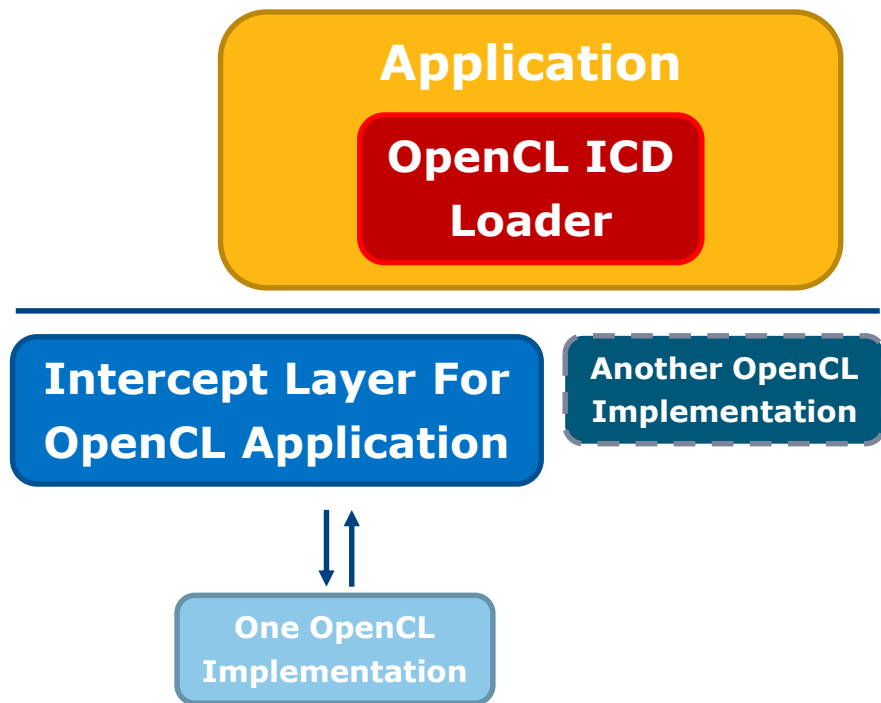 Application
OpenCL ICD
Loader
Intercept Layer For
OpenCL Application
Another OpenCL
Implementation
One OpenCL
Implementation